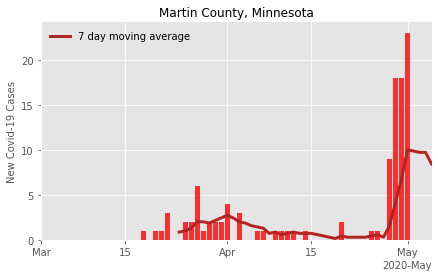 Martin County, Minnesota
7 day moving average
New Covid-19 Cases
20
15
10
5
0
Mar
15
Apr
15
May
2020-May